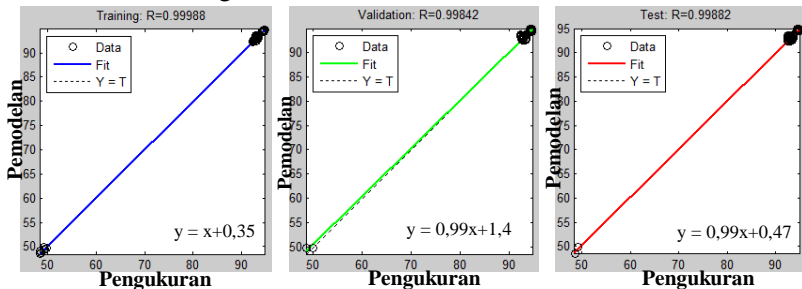 Training: R=0.99988
Data
Fit
Y = T
Pemodelan
90
85
80
75
70
65
60
55
50
50 60 70 80 90
y = x+0,35
Pengukuran
Validation: R=0.99842
Data
Fit
Y = T
Pemodelan
90
85
80
75
70
65
60
55
50
50 60 70 80 90
y = 0,99x+1,4
Pengukuran
Test: R=0.99882
Data
Fit
Y = T
Pemodelan
95
90
85
80
75
70
65
60
55
50
50 60 70 80 90
y = 0,99x+0,47
Pengukuran